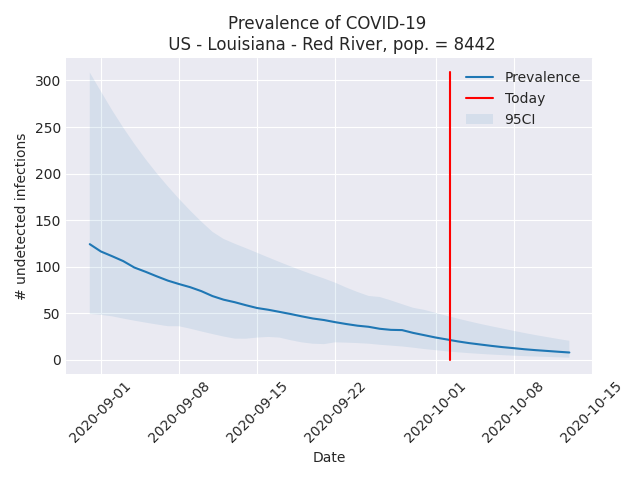 Prevalence of COVID-19
US - Louisiana - Red River, pop. = 8442
300
250
200
150
100
50
0
# undetected infections
Prevalence
Today
95CI
2020-09-01
2020-09-08
2020-09-15
2020-09-22
2020-10-01
2020-10-08
2020-10-15
Date